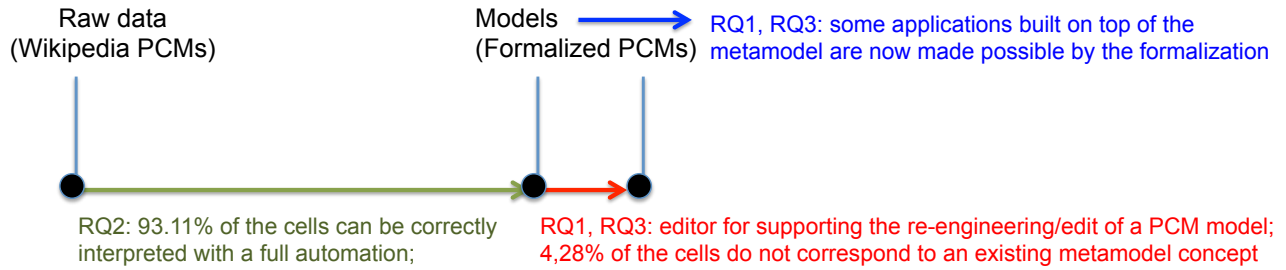 Raw data
(Wikipedia PCMs)
Models
(Formalized PCMs)
RQ1, RQ3: some applications built on top of the
metamodel are now made possible by the formalization
RQ2: 93.11% of the cells can be correctly
interpreted with a full automation;
RQ1, RQ3: editor for supporting the re-engineering/edit of a PCM model;
4,28% of the cells do not correspond to an existing metamodel concept